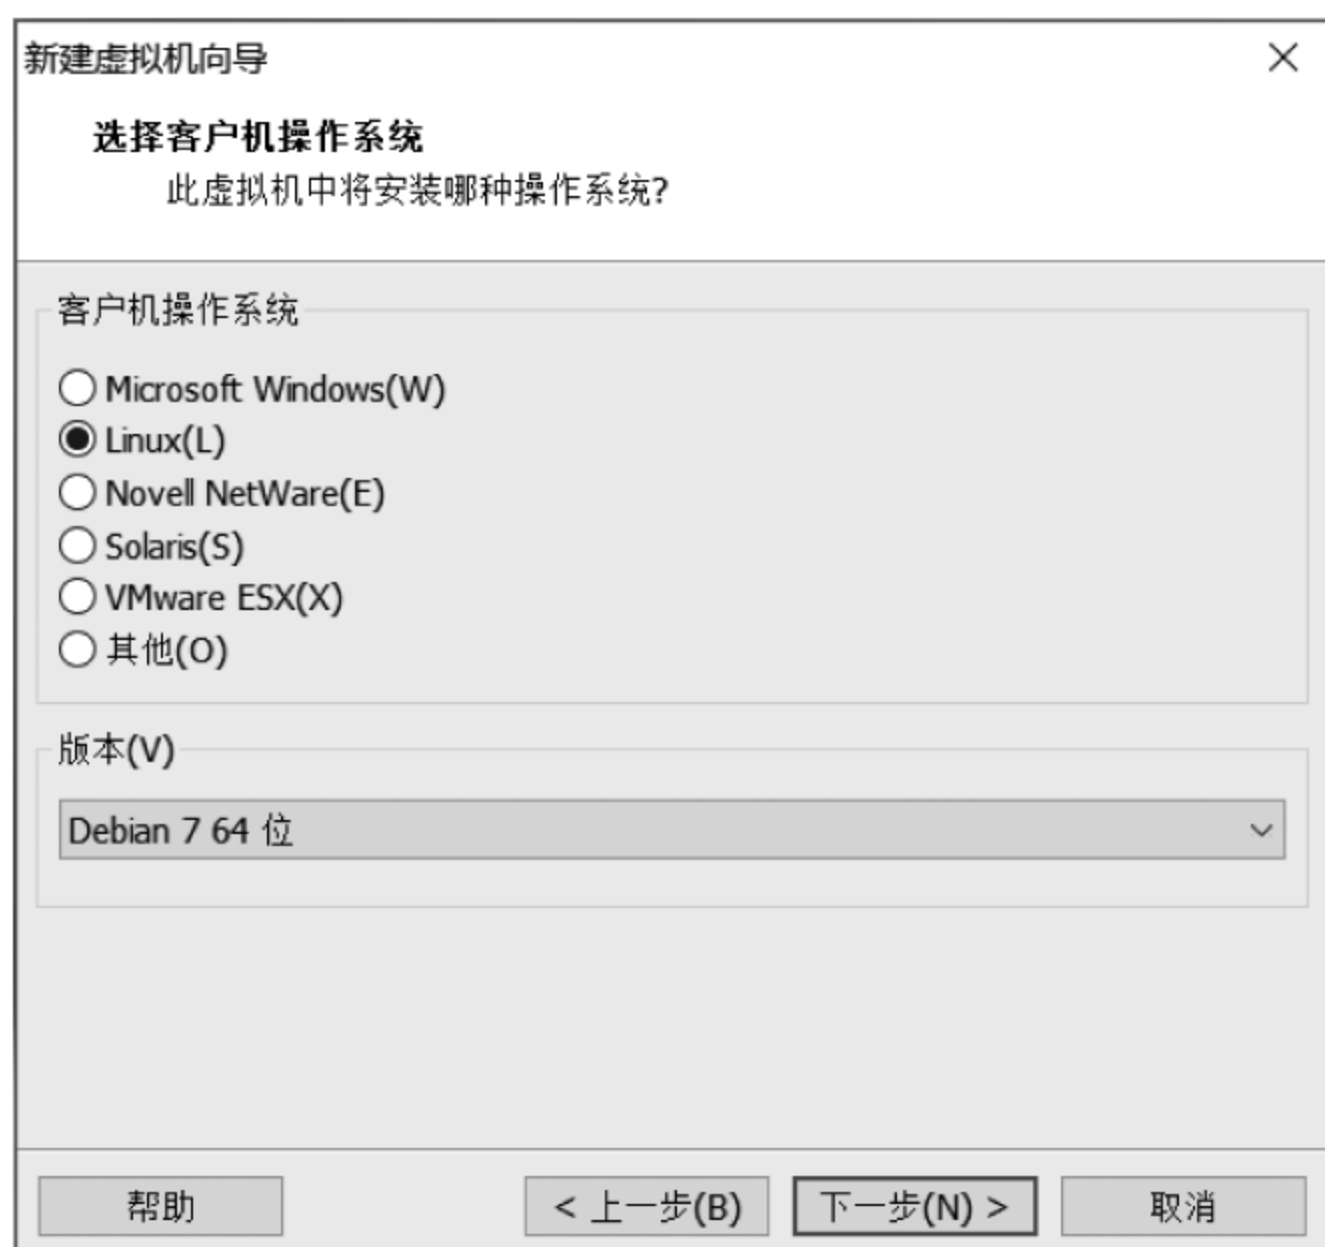 新建虚拟机向导
选择客户机操作系统
此虚拟机中将安装哪种操作系统?
客户机操作系统
Microsoft Windows(W)
Linux(L)
Novell NetWare(E)
Solaris(S)
VMware ESX(X)
其他(O)
版本(V)
Debian 7 64 位
帮助
< 上一步(B)
下一步(N) >
取消